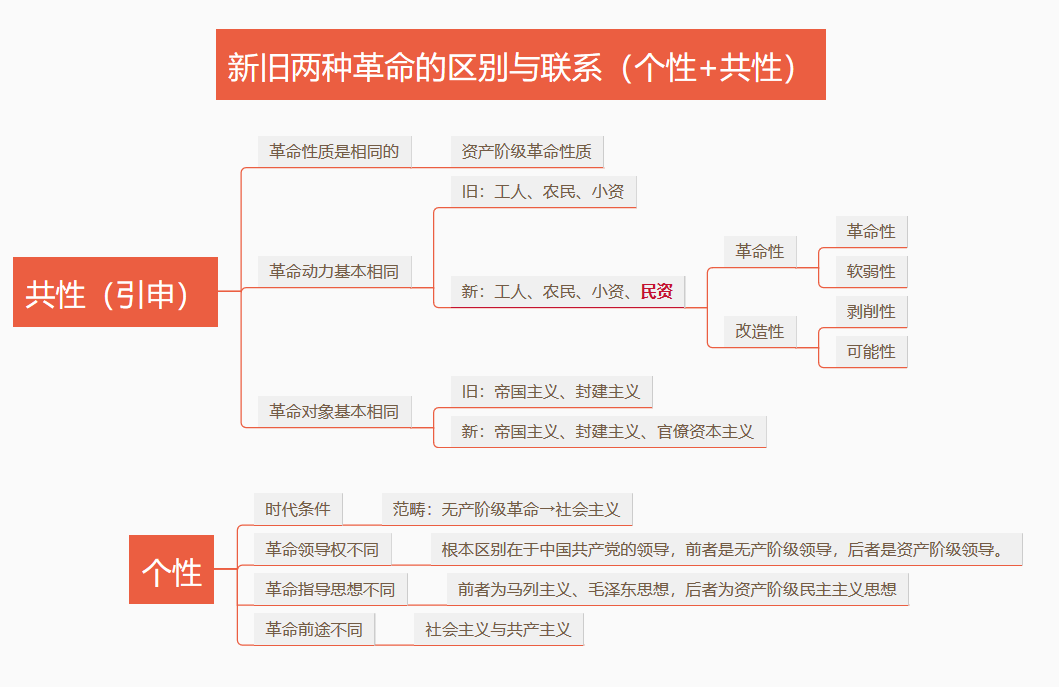 新旧两种革命的区别与联系（个性+共性）
共性（引申）
革命性质是相同的
资产阶级革命性质
革命动力基本相同
旧：工人、农民、小资
新：工人、农民、小资、民资
革命性
革命性
软弱性
改造性
剥削性
可能性
革命对象基本相同
旧：帝国主义、封建主义
新：帝国主义、封建主义、官僚资本主义
个性
时代条件
范畴：无产阶级革命→社会主义
革命领导权不同
根本区别在于中国共产党的领导，前者是无产阶级领导，后者是资产阶级领导。
革命指导思想不同
前者为马列主义、毛泽东思想，后者为资产阶级民主主义思想
革命前途不同
社会主义与共产主义